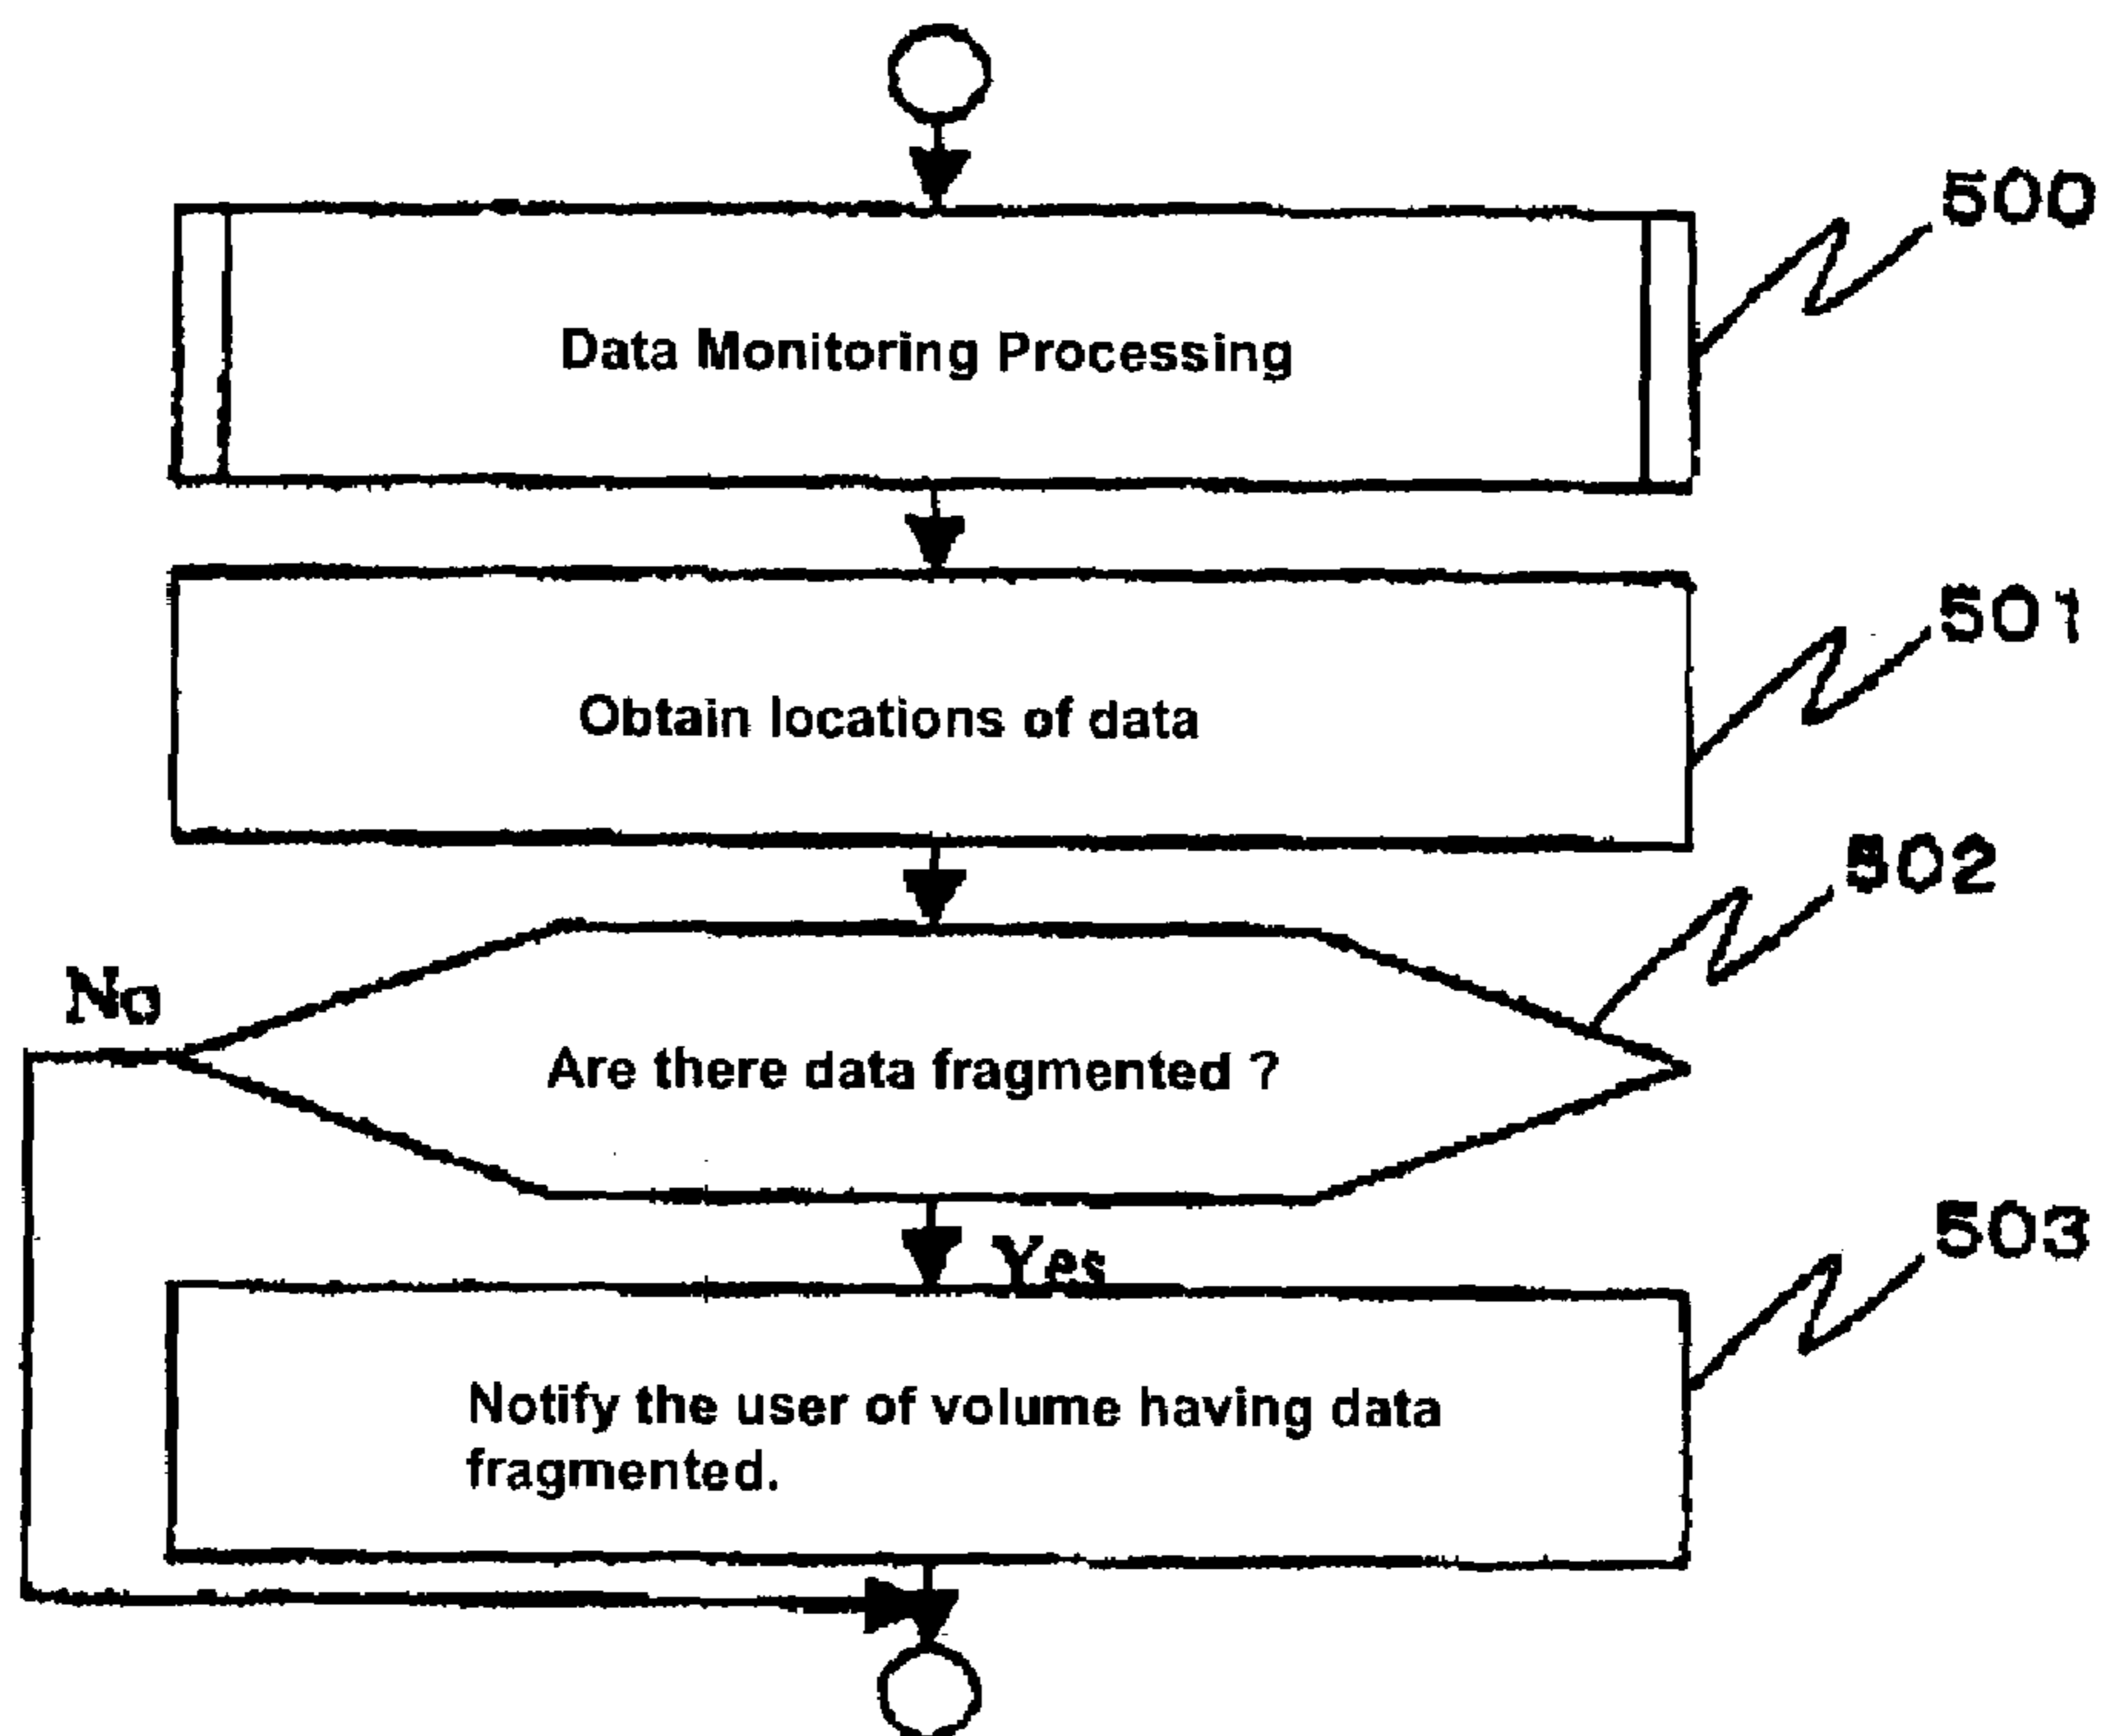 500
Data Monitoring Processing
501
Obtain locations of data
502
No
Are there data fragmented ?
Yes
503
Notify the user of volume having data
fragmented.